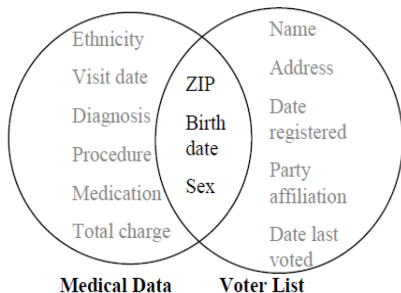 Ethnicity
Visit date
Diagnosis
Procedure
Medication
Total charge
ZIP
Birth
date
Sex
Name
Address
Date
registered
Party
affiliation
Date last
voted
Medical Data
Voter List